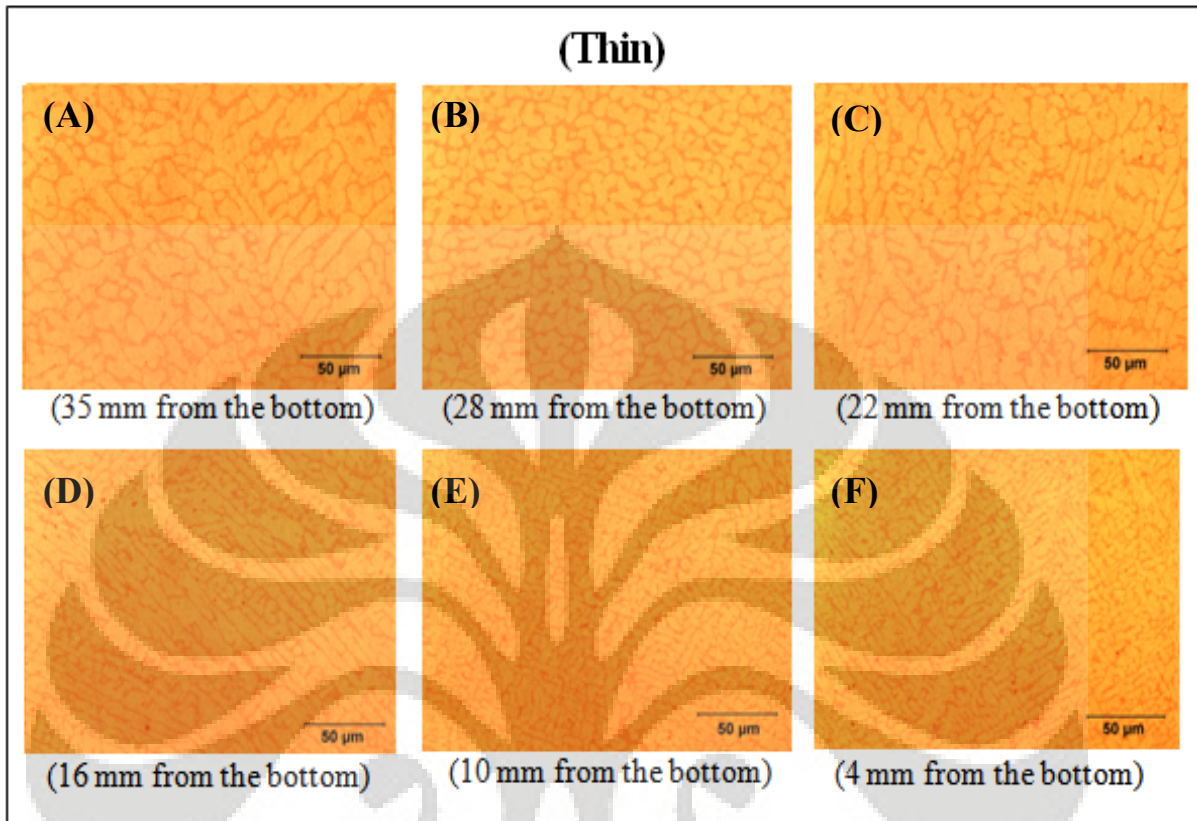 (Thin)
(A)
(B)
(C)
50 µm
50 µm
50 µm
(35 mm from the bottom)
(28 mm from the bottom)
(22 mm from the bottom)
(D)
(E)
(F)
50 µm
50 µm
50 µm
(16 mm from the bottom)
(10 mm from the bottom)
(4 mm from the bottom)